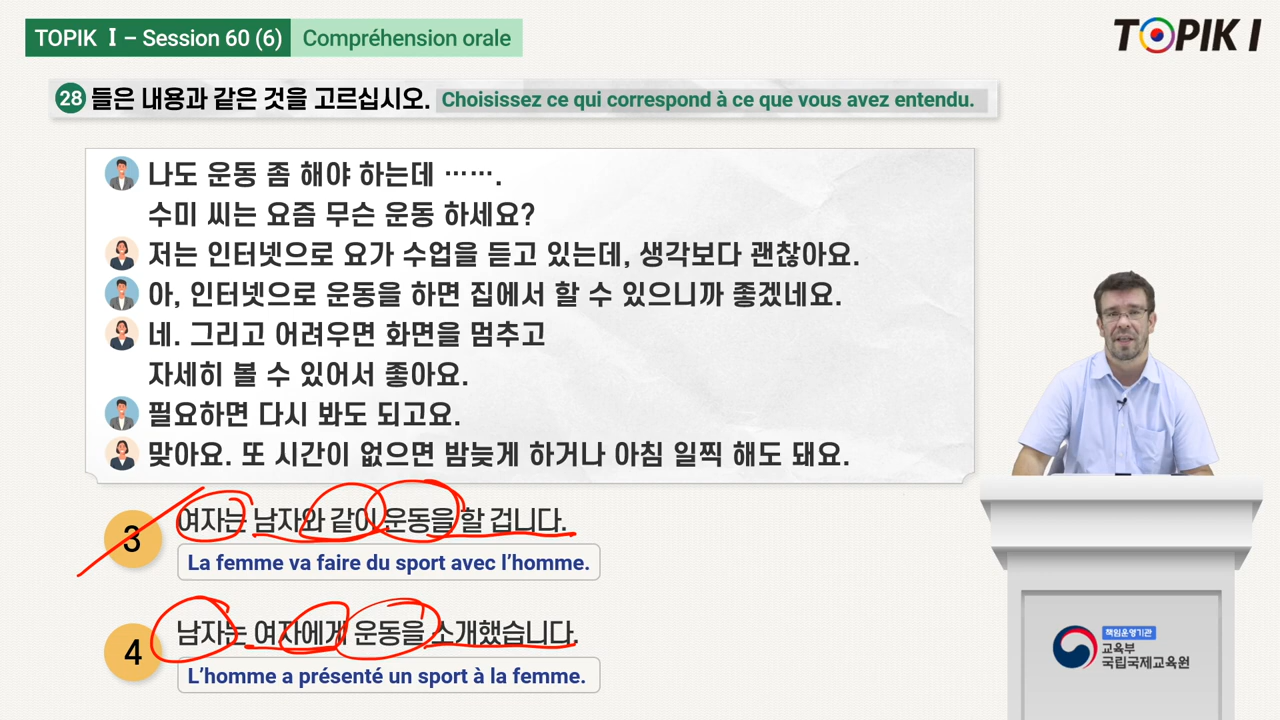 TOPIK Ⅰ – Session 60 (6) Compréhension orale
TOPIK I
28 들은 내용과 같은 것을 고르십시오. Choisissez ce qui correspond à ce que vous avez entendu.
나도 운동 좀 해야 하는데 …….
수미 씨는 요즘 무슨 운동 하세요?
저는 인터넷으로 요가 수업을 듣고 있는데, 생각보다 괜찮아요.
아, 인터넷으로 운동을 하면 집에서 할 수 있으니까 좋겠네요.
네. 그리고 어려우면 화면을 멈추고
자세히 볼 수 있어서 좋아요.
필요하면 다시 봐도 되고요.
맞아요. 또 시간이 없으면 밤늦게 하거나 아침 일찍 해도 돼요.
3 여자는 남자와 같이 운동을 할 겁니다.
La femme va faire du sport avec l’homme.
4 남자는 여자에게 운동을 소개했습니다.
L’homme a présenté un sport à la femme.
책임운영기관
교육부
국립국제교육원